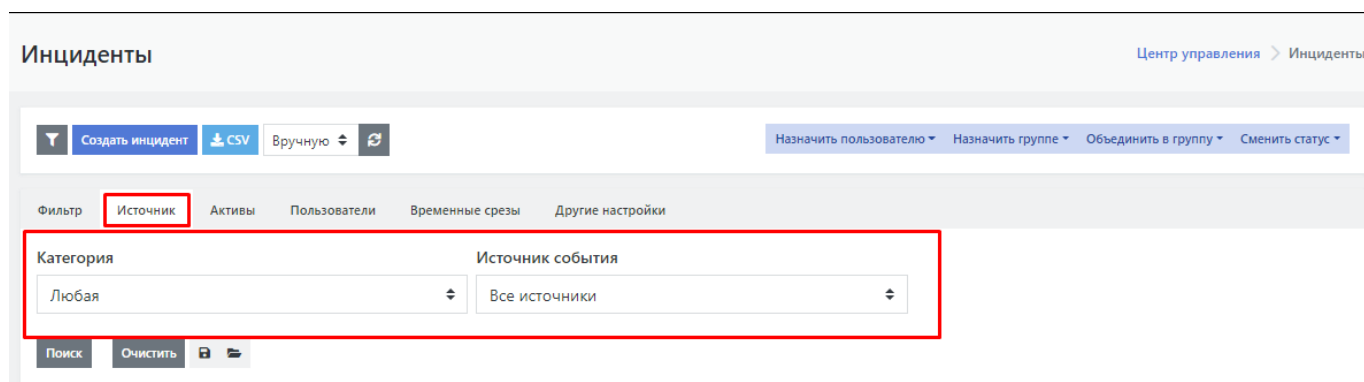 Инциденты
Центр управления > Инциденты
Создать инцидент CSV Вручную Назначить пользователю Назначить группе Объединить в группу Сменить статус
Фильтр Источник Активы Пользователи Временные срезы Другие настройки
Категория Источник события
Любая Все источники
Поиск Очистить